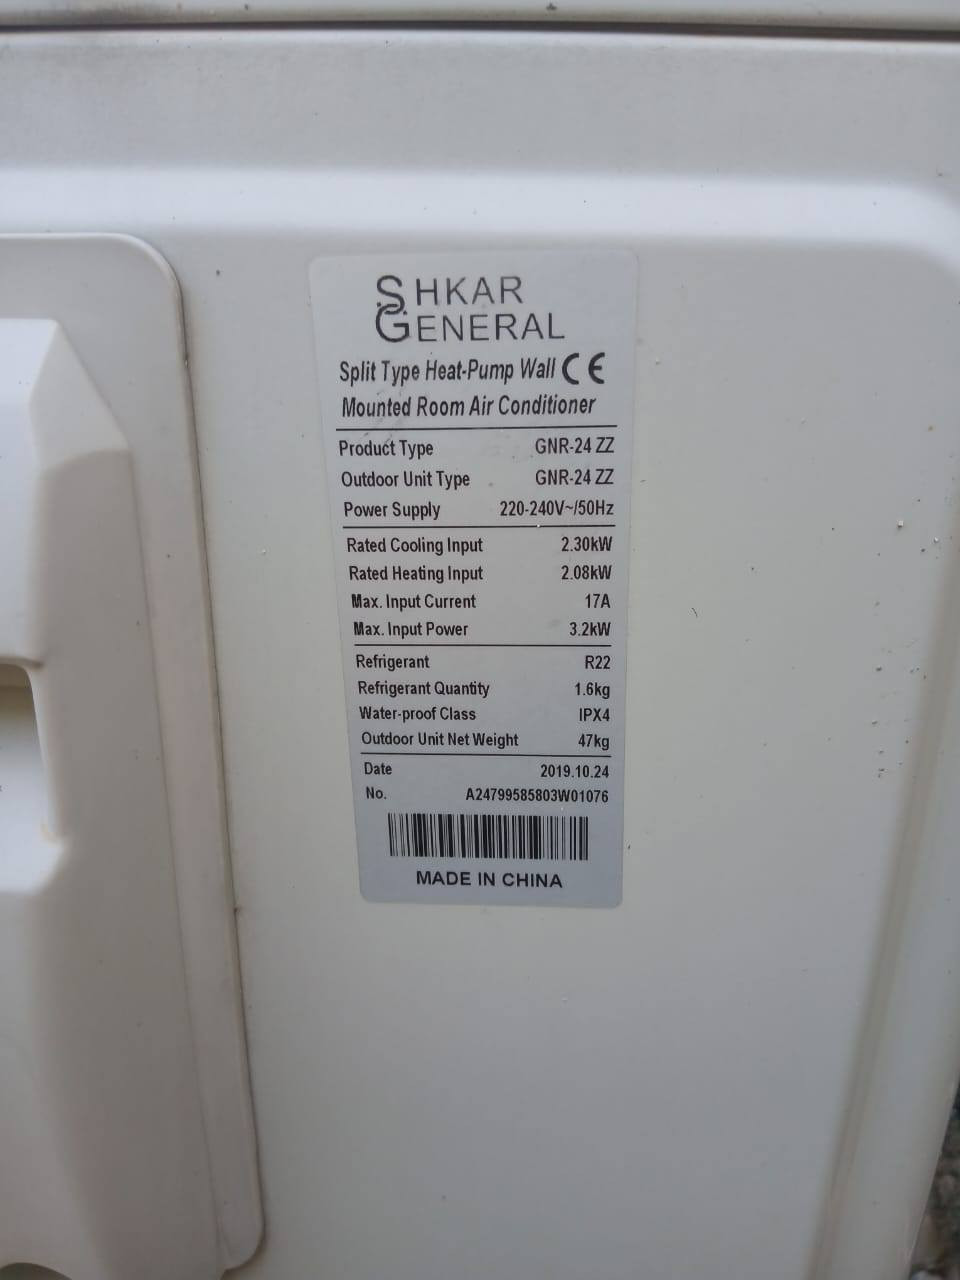 SHKAR
GENERAL
Split Type Heat-Pump Wall CE
Mounted Room Air Conditioner
Product Type GNR-24 ZZ
Outdoor Unit Type GNR-24 ZZ
Power Supply 220-240V~/50Hz
Rated Cooling Input 2.30kW
Rated Heating Input 2.08kW
Max. Input Current 17A
Max. Input Power 3.2kW
Refrigerant R22
Refrigerant Quantity 1.6kg
Water-proof Class IPX4
Outdoor Unit Net Weight 47kg
Date 2019.10.24
No. A24799585803W01076
MADE IN CHINA